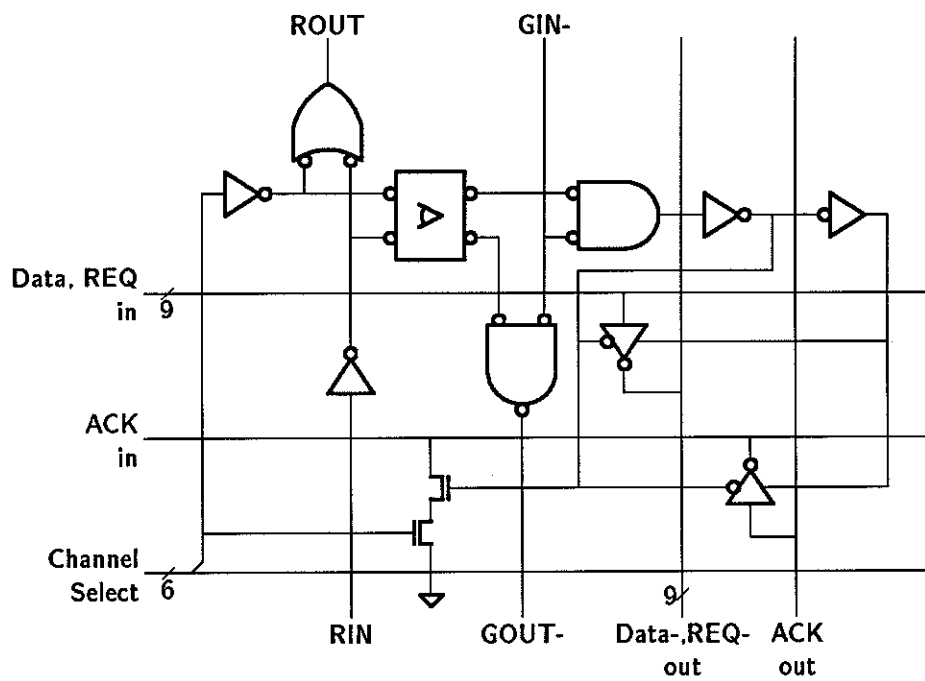 ROUT GIN-
A
Data, REQ
in 9
ACK
in
Channel
Select 6 9
RIN GOUT- Data-,REQ- ACK
out out